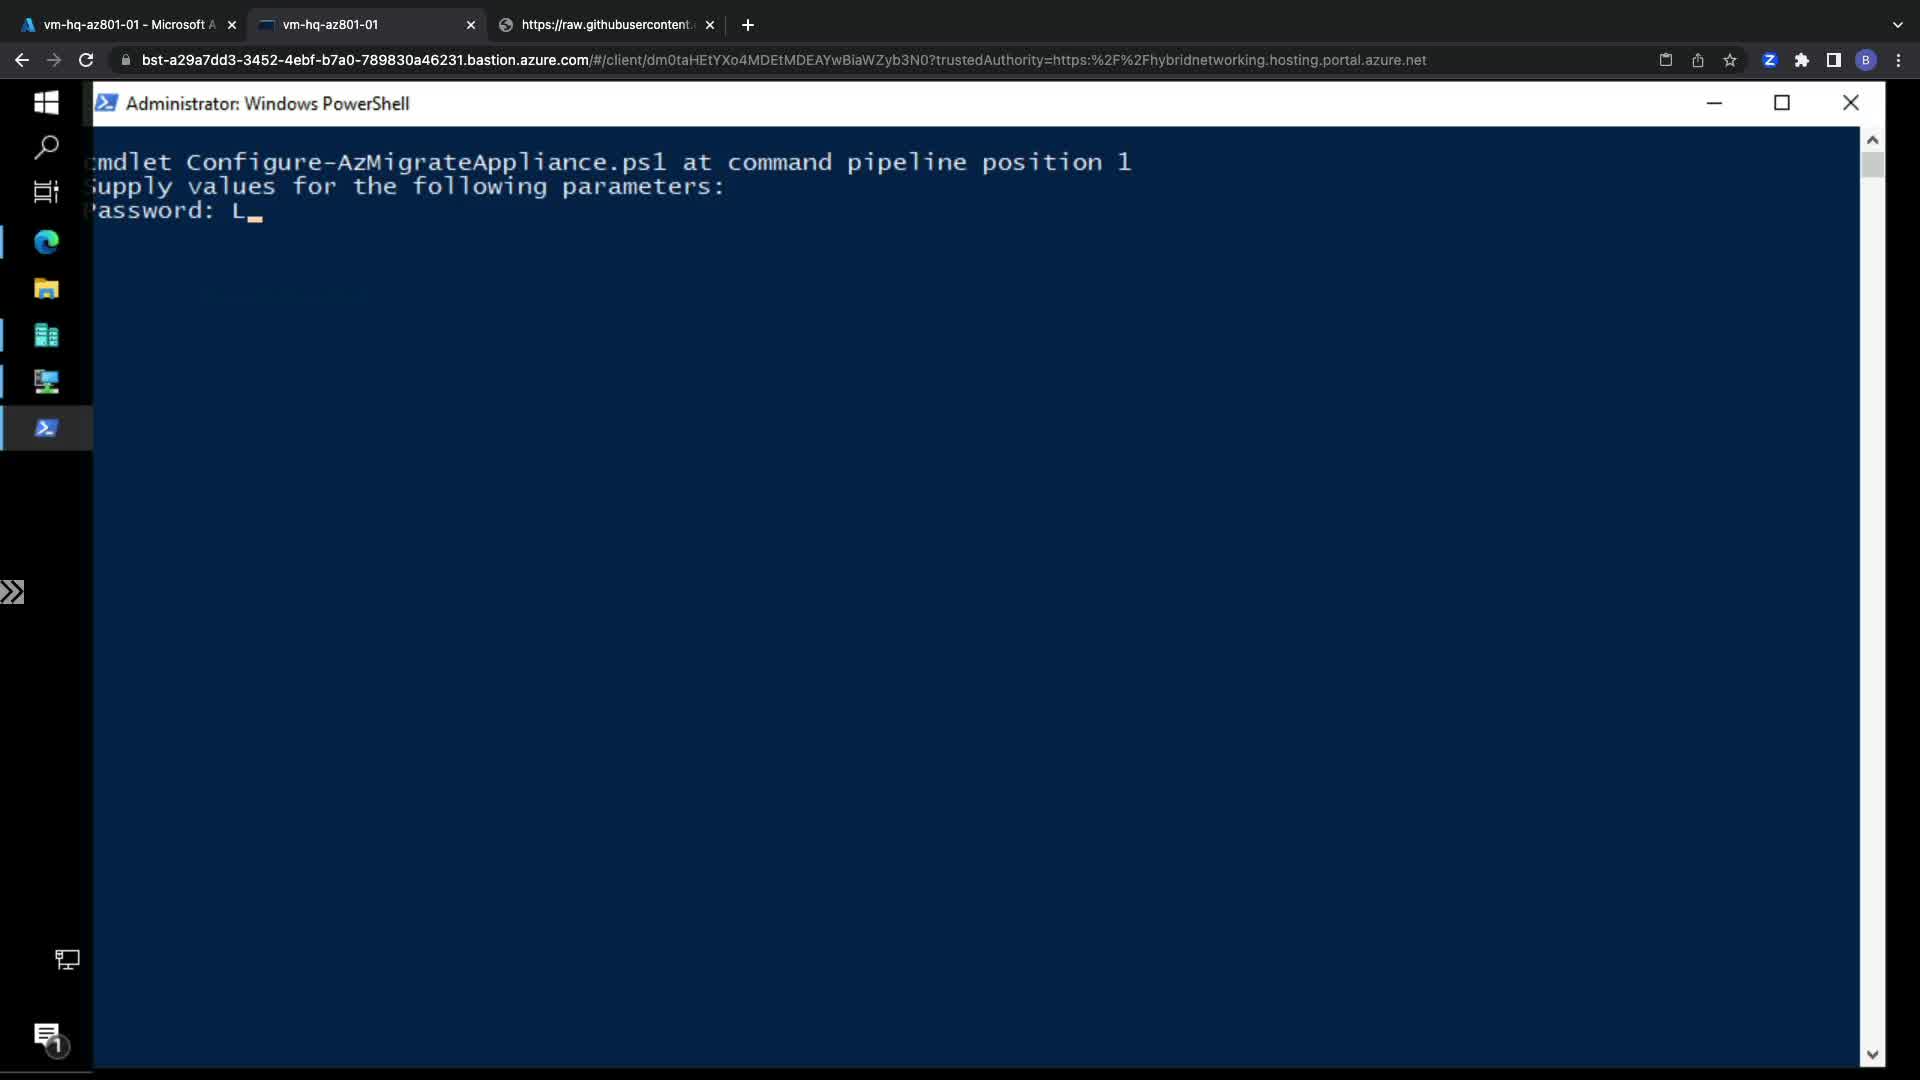 vm-hq-az801-01 - Microsoft A
vm-hq-az801-01
https://raw.githubusercontent.
bst-a29a7dd3-3452-4ebf-b7a0-789830a46231.bastion.azure.com/#/client/dm0taHEtYXo4MDEtMDEAYwBiaWZyb3N0?trustedAuthority=https:%2F%2Fhybridnetworking.hosting.portal.azure.net
Z
B
Administrator: Windows PowerShell
cmdlet Configure-AzMigrateAppliance.ps1 at command pipeline position 1
Supply values for the following parameters:
Password: L
1